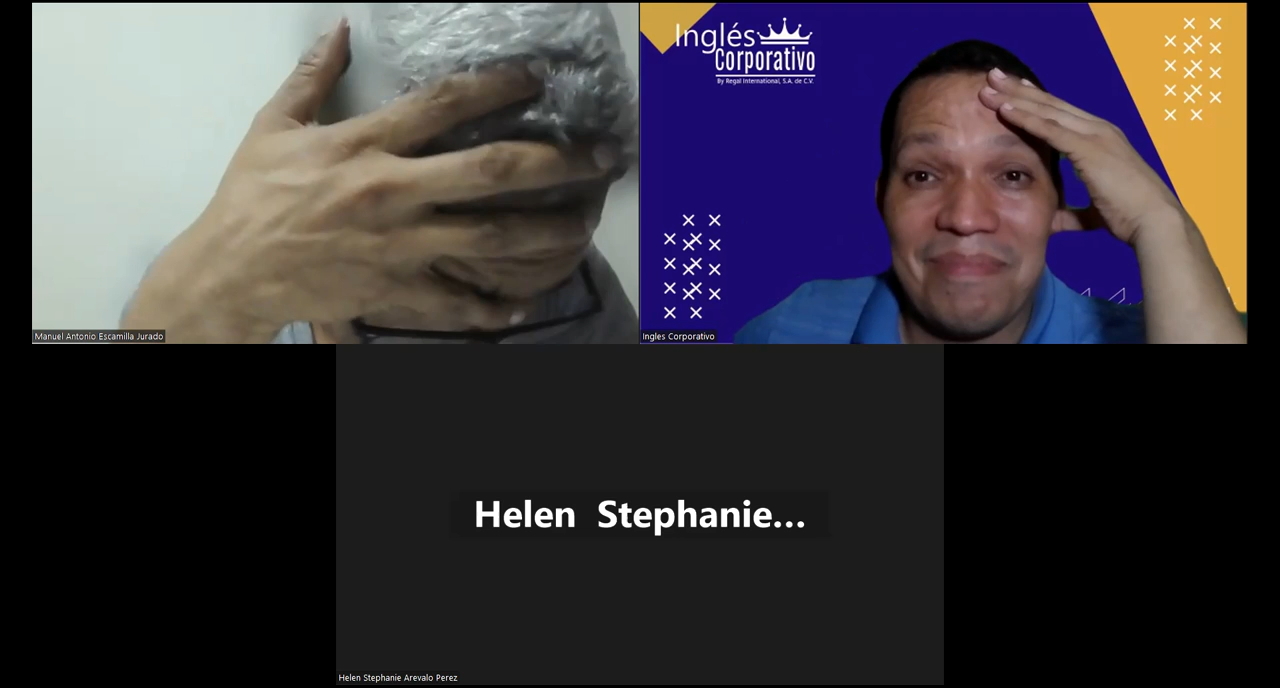 Inglés
Corporativo
By Regal International, S.A. de C.V.
Manuel Antonio Escamilla Jurado
Ingles Corporativo
Helen Stephanie...
Helen Stephanie Arevalo Perez